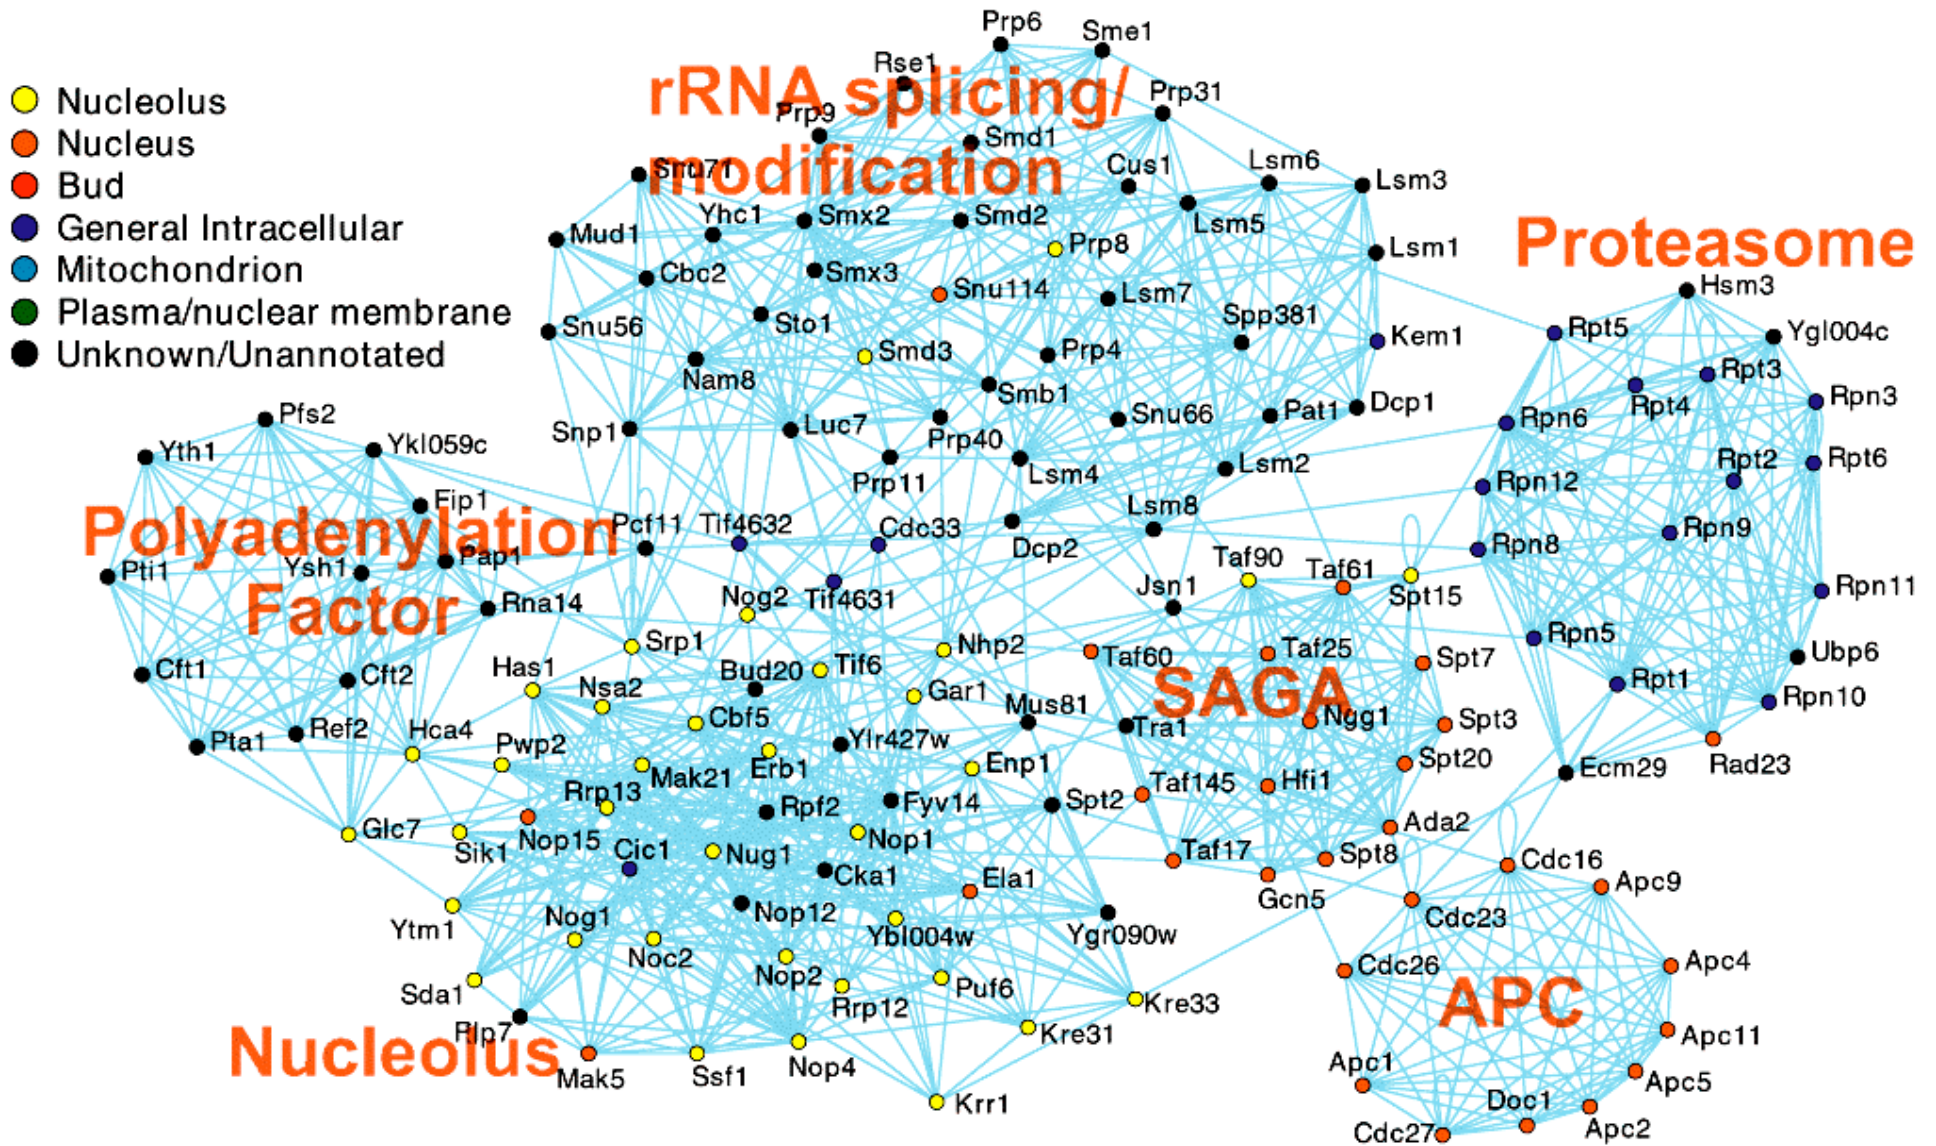 Nucleolus
Nucleus
Bud
General Intracellular
Mitochondrion
Plasma/nuclear membrane
Unknown/Unannotated
rRNA splicing/
modification
Prp6
Sme1
Rse1
Prp31
Prp9
Smd1
Snu71
Cus1
Lsm6
Lsm3
Yhc1
Smx2
Smd2
Lsm5
Mud1
Prp8
Lsm1
Cbc2
Smx3
Snu114
Lsm7
Snu56
Sto1
Spp381
Kem1
Nam8
Smd3
Prp4
Smb1
Snp1
Luc7
Prp40
Snu66
Pat1
Dcp1
Prp11
Lsm4
Lsm2
Lsm8
Pcf11
Tif4632
Cdc33
Dcp2
Tif4631
Jsn1
Proteasome
Hsm3
Rpt5
Ygl004c
Rpt3
Rpt4
Rpn3
Rpn6
Rpt2
Rpt6
Rpn12
Rpn9
Rpn8
Rpn11
Rpn5
Ubp6
Rpt1
Rpn10
Rad23
Ecm29
Polyadenylation
Factor
Pfs2
Yth1
Ykl059c
Fip1
Pti1
Ysh1
Pap1
Rna14
Cft1
Cft2
Pta1
Ref2
Hca4
Glc7
SAGA
Taf90
Taf61
Spt15
Taf60
Taf25
Spt7
Tra1
Ngg1
Spt3
Spt20
Taf145
Hfi1
Ada2
Taf17
Spt8
Gcn5
Nucleolus
Nog2
Srp1
Nhp2
Has1
Nsa2
Bud20
Tif6
Gar1
Mus81
Cbf5
Ylr427w
Pwp2
Mak21
Erb1
Enp1
Rrp13
Rpf2
Fyv14
Spt2
Sik1
Nop15
Cic1
Nug1
Nop1
Cka1
Ela1
Ytm1
Nog1
Nop12
Ybl004w
Ygr090w
Noc2
Nop2
Rrp12
Puf6
Kre33
Sda1
Rlp7
Kre31
Mak5
Ssf1
Nop4
Krr1
APC
Cdc16
Apc9
Cdc23
Cdc26
Apc4
Apc11
Apc1
Apc5
Doc1
Apc2
Cdc27